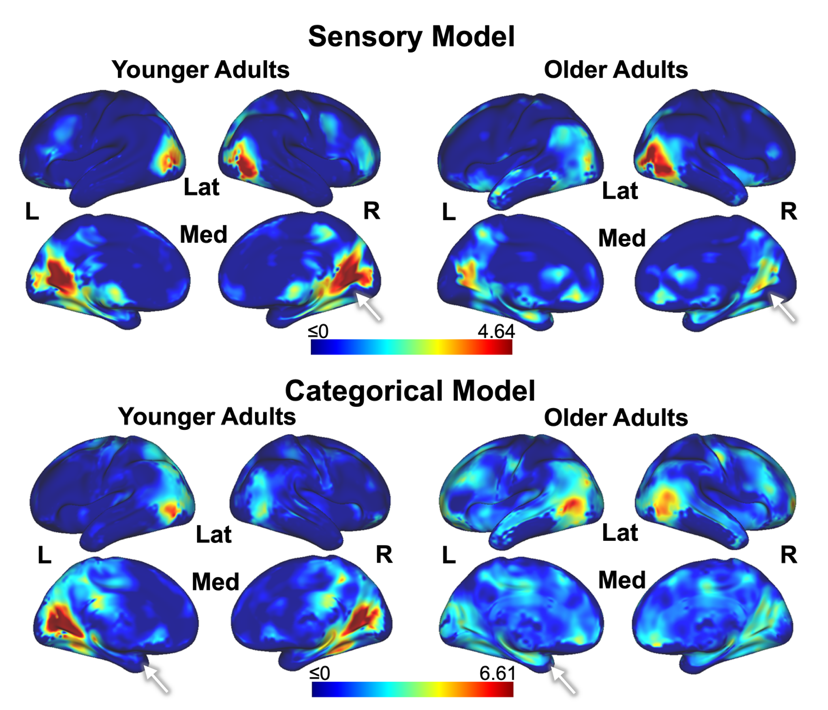 Sensory Model
Younger Adults
Older Adults
Lat
Lat
L
R
L
R
Med
Med
≤0
4.64
Categorical Model
Younger Adults
Older Adults
Lat
Lat
L
R
L
R
Med
Med
≤0
6.61